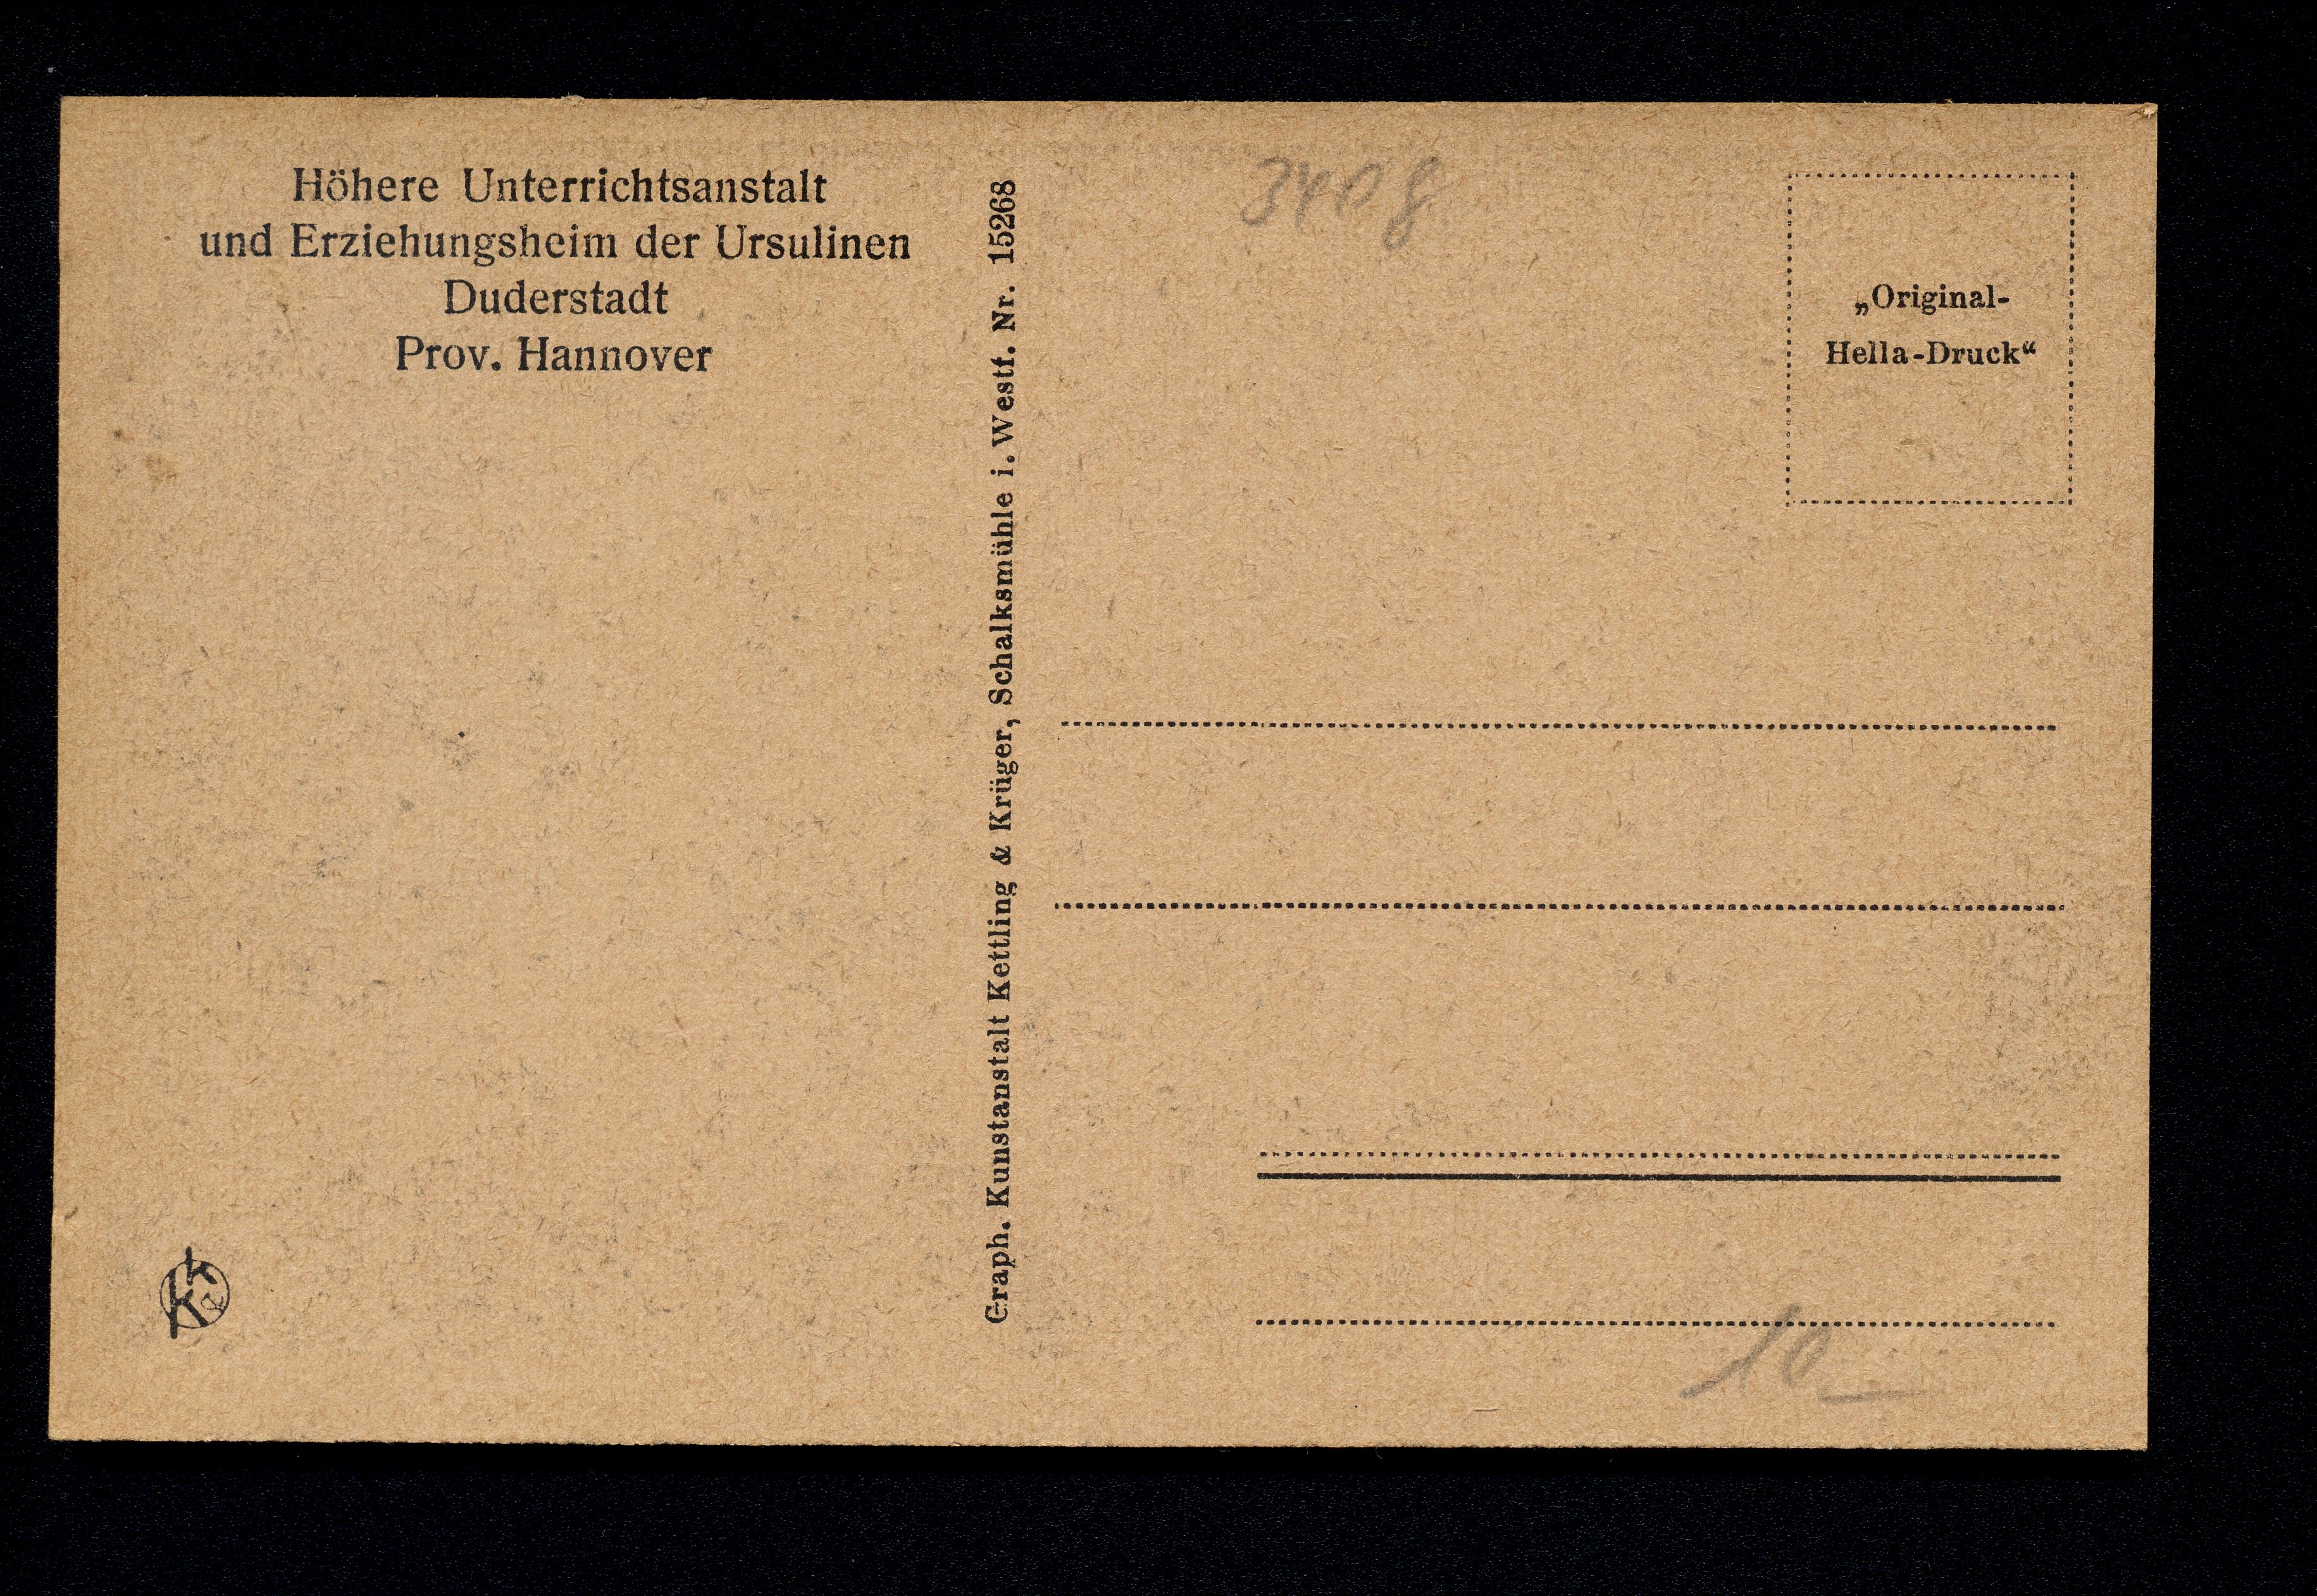 Höhere Unterrichtsanstalt
und Erziehungsheim der Ursulinen
Duderstadt
Prov. Hannover
Graph. Kunstanstalt Kettling & Krüger, Schalksmühle i. Westf. Nr. 15268
3408
„Original-
Hella-Druck“
10